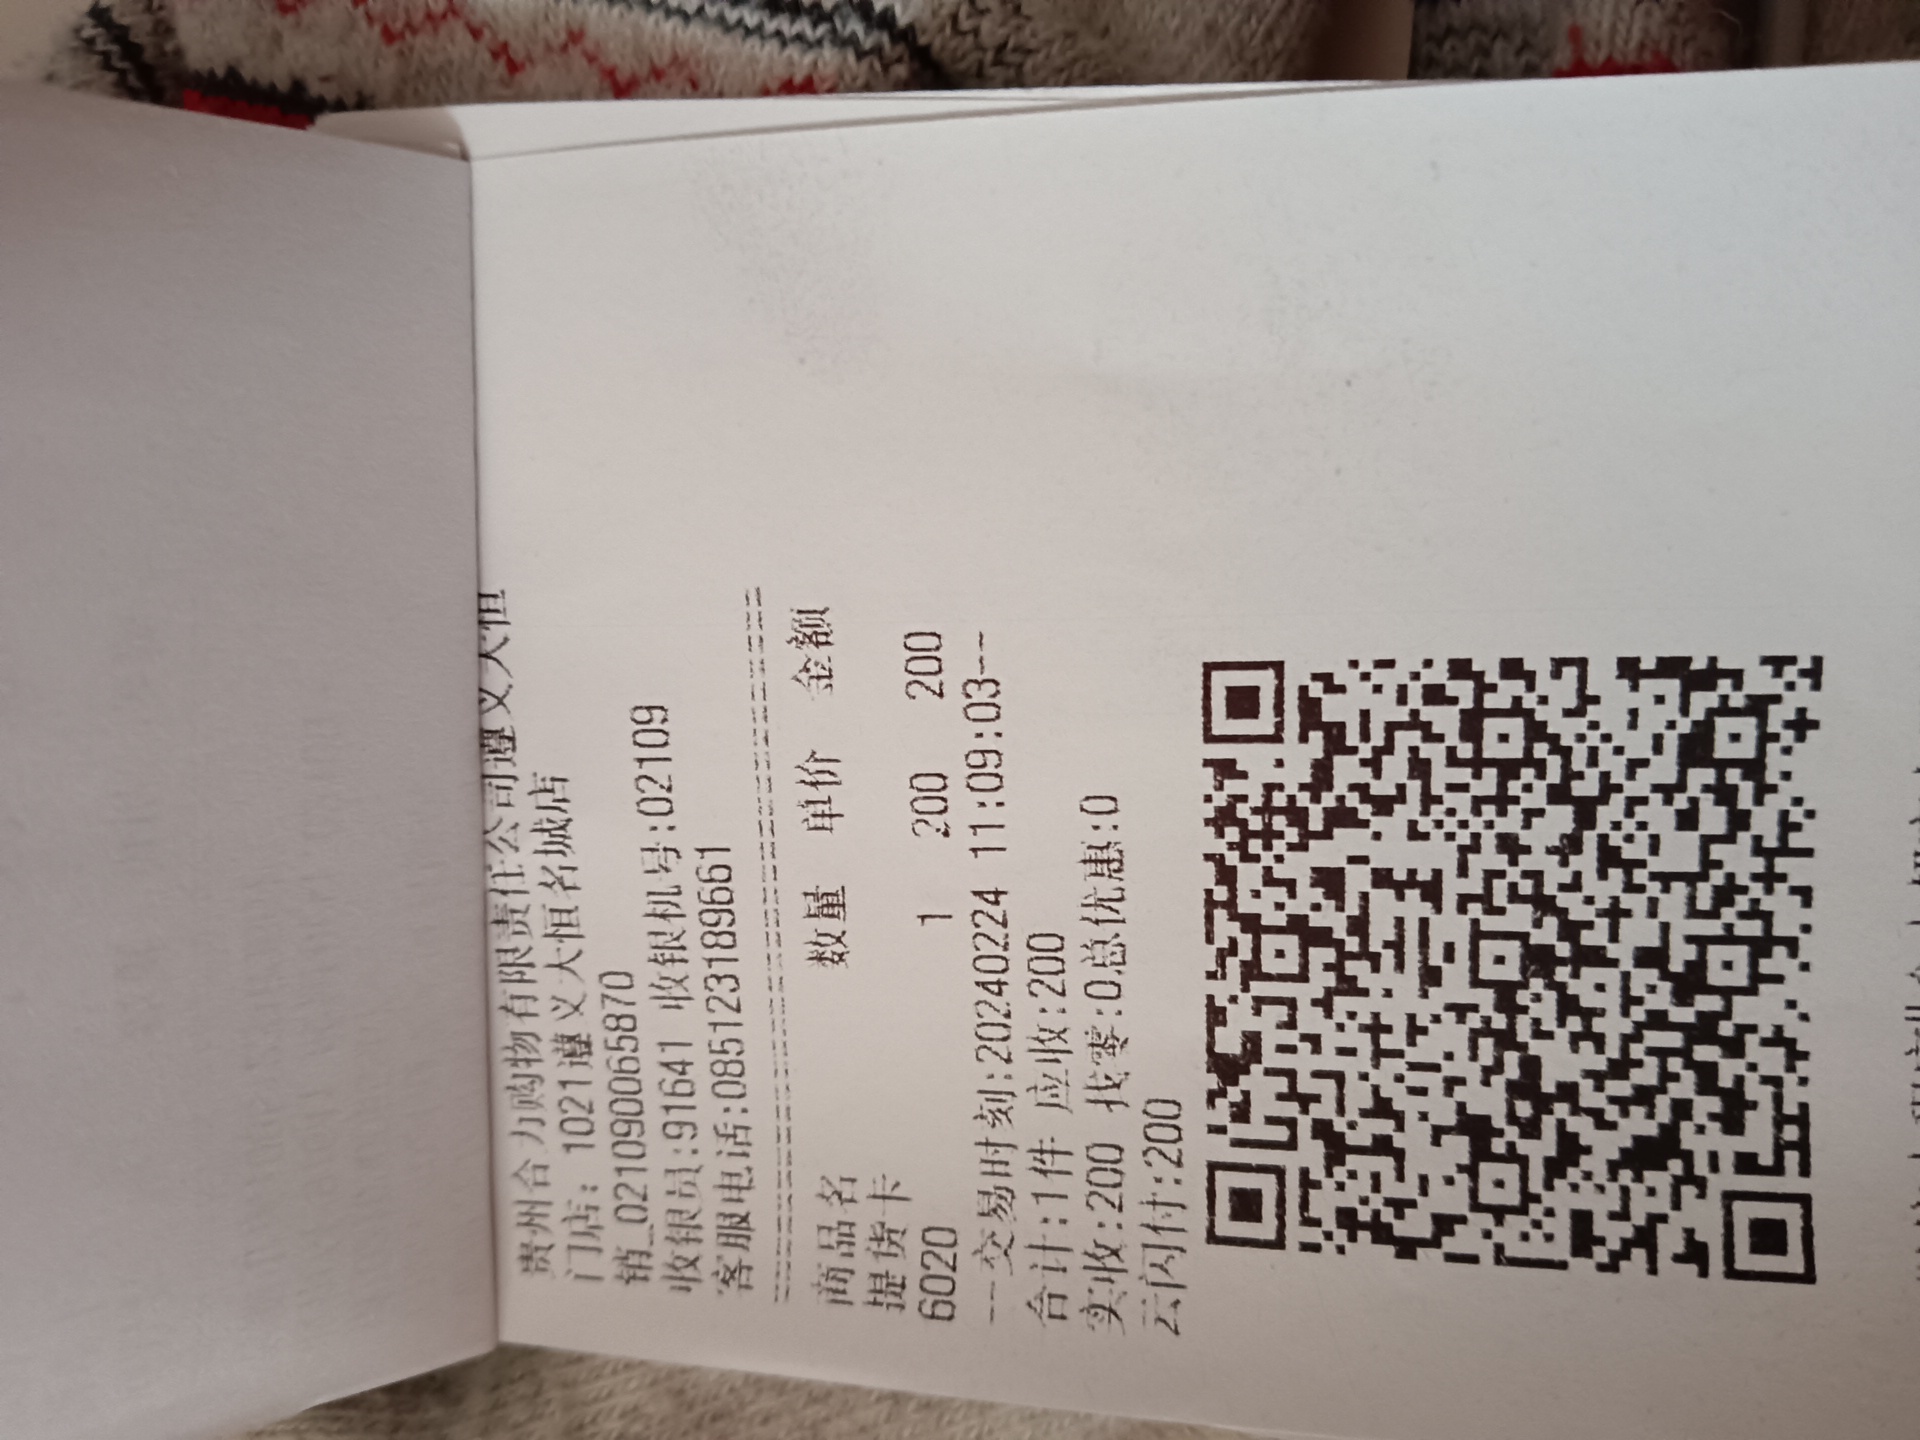 贵州合力购物有限责任公司遵义大恒
门店: 1021遵义大恒名城店
销_0210900065870
收银员:91641 收银机号:02109
客服电话:085123189661
商品名 数量 单价 金额
提货卡
6020 1 200 200
--交易时刻:20240224 11:09:03--
合计:1件 应收:200
实收:200 找零:0总优惠:0
云闪付:200